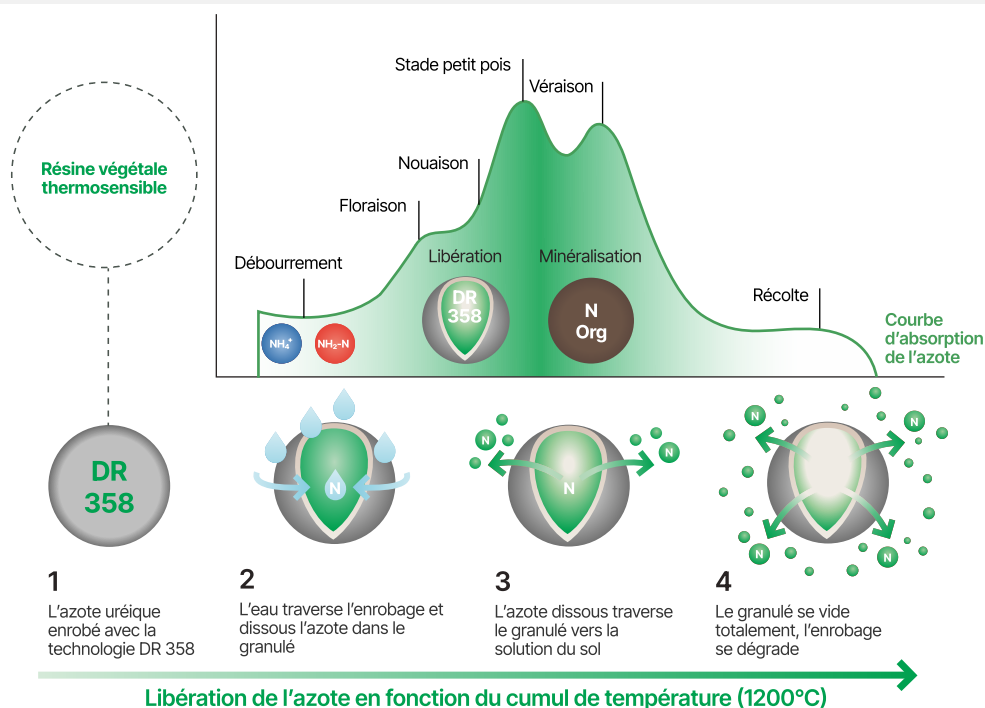 Stade petit pois
Véraison
Nouaison
Floraison
Débourrement
Résine végétale
thermosensible
Libération
Minéralisation
DR
358
N
Org
NH₄⁺
NH₂-N
Récolte
Courbe
d'absorption
de l'azote
DR
358
N
N
N
N
N
N
N
N
1
L'azote uréique
enrobé avec la
technologie DR 358
2
L'eau traverse l'enrobage et
dissous l'azote dans le
granulé
3
L'azote dissous traverse
le granulé vers la
solution du sol
4
Le granulé se vide
totalement, l'enrobage
se dégrade
Libération de l'azote en fonction du cumul de température (1200°C)